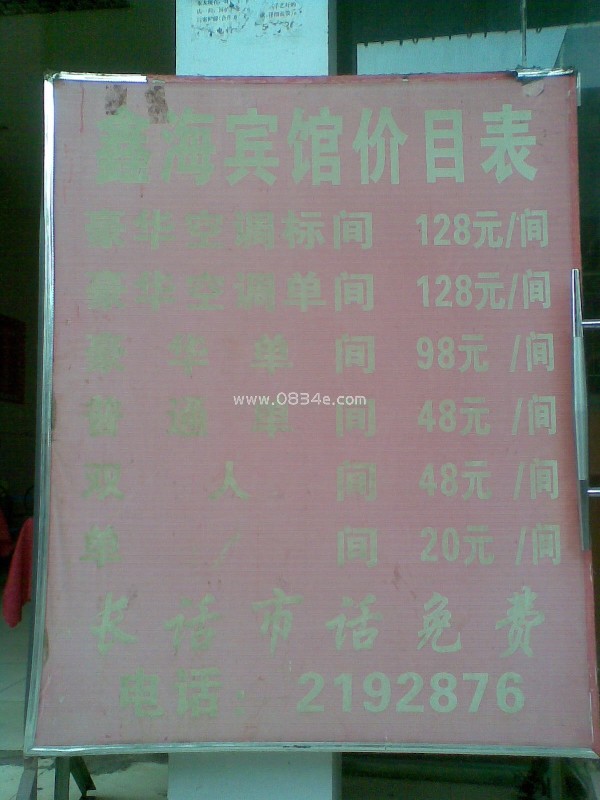 鑫海宾馆价目表
豪华空调标间 128元/间
豪华空调单间 128元/间
豪华单间 98元/间
普通单间 48元/间
www.0834e.com
双人间 48元/间
单/间 20元/间
长话市话免费
电话：2192876